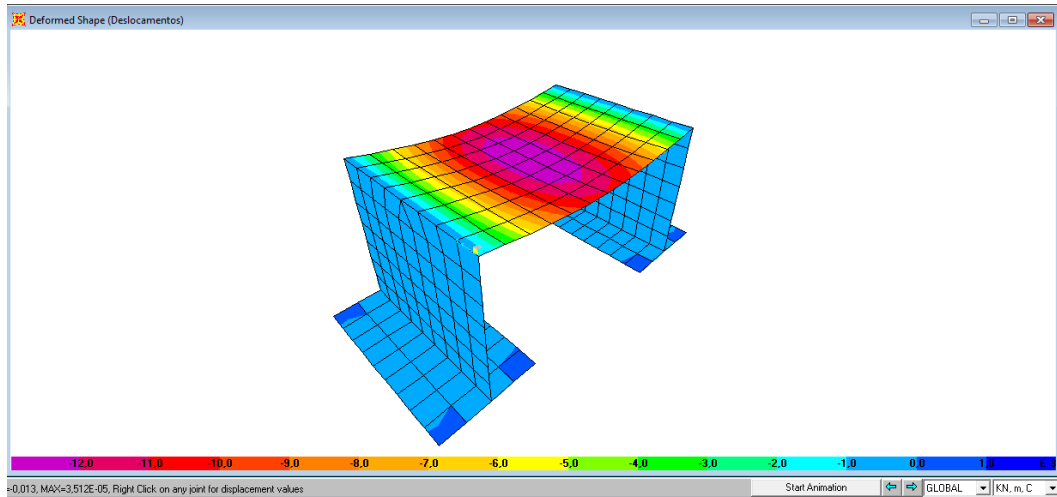 Deformed Shape (Deslocamentos)
-12,0 -11,0 -10,0 -9,0 -8,0 -7,0 -6,0 -5,0 -4,0 -3,0 -2,0 -1,0 0,0 1,0
=-0,013, MAX=3,512E-05, Right Click on any joint for displacement values
Start Animation
GLOBAL
KN, m, C